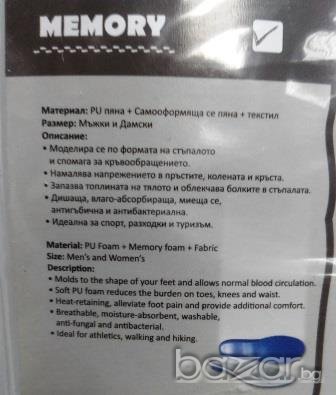 MEMORY
Материал: PU пяна + Самооформяща се пяна + текстил
Размер: Мъжки и Дамски
Описание:
• Моделира се по формата на стъпалото
и спомага за кръвообращението.
• Намалява напрежението в пръстите, колената и кръста.
• Запазва топлината на тялото и облекчава болките в стъпалата.
• Дишаща, влаго-абсорбираща, миеща се,
антигъбична и антибактериална.
• Идеална за спорт, разходки и туризъм.
Material: PU Foam + Memory foam + Fabric
Size: Men's and Women's
Description:
• Molds to the shape of your feet and allows normal blood circulation.
• Soft PU foam reduces the burden on toes, knees and waist.
• Heat-retaining, alleviate foot pain and provide additional comfort.
• Breathable, moisture-absorbent, washable,
anti-fungal and antibacterial.
• Ideal for athletics, walking and hiking.
bazar.bg